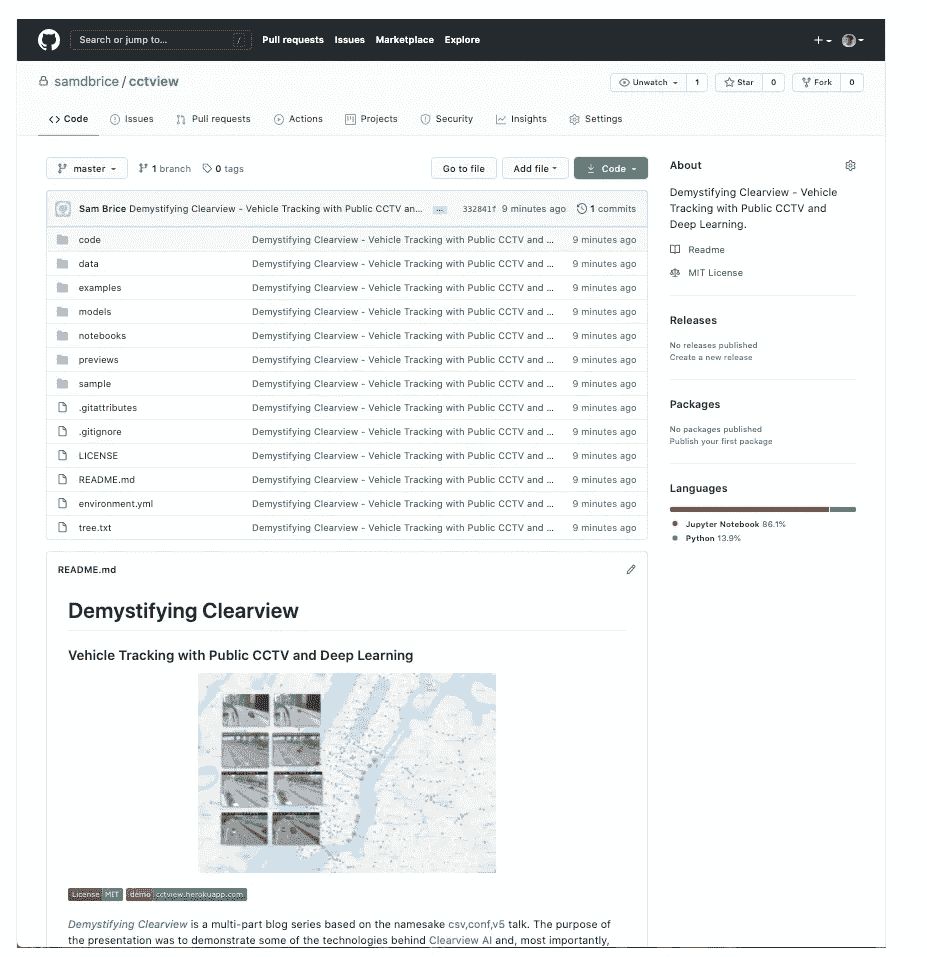 Search or jump to... /
Pull requests Issues Marketplace Explore
samdbrice / cctview
Unwatch 1 Star 0 Fork 0
Code Issues Pull requests Actions Projects Security Insights Settings
master 1 branch 0 tags Go to file Add file Code
Sam Brice Demystifying Clearview - Vehicle Tracking with Public CCTV an... ... 332841f 9 minutes ago 1 commits
code Demystifying Clearview - Vehicle Tracking with Public CCTV and ... 9 minutes ago
data Demystifying Clearview - Vehicle Tracking with Public CCTV and ... 9 minutes ago
examples Demystifying Clearview - Vehicle Tracking with Public CCTV and ... 9 minutes ago
models Demystifying Clearview - Vehicle Tracking with Public CCTV and ... 9 minutes ago
notebooks Demystifying Clearview - Vehicle Tracking with Public CCTV and ... 9 minutes ago
previews Demystifying Clearview - Vehicle Tracking with Public CCTV and ... 9 minutes ago
sample Demystifying Clearview - Vehicle Tracking with Public CCTV and ... 9 minutes ago
.gitattributes Demystifying Clearview - Vehicle Tracking with Public CCTV and ... 9 minutes ago
.gitignore Demystifying Clearview - Vehicle Tracking with Public CCTV and ... 9 minutes ago
LICENSE Demystifying Clearview - Vehicle Tracking with Public CCTV and ... 9 minutes ago
README.md Demystifying Clearview - Vehicle Tracking with Public CCTV and ... 9 minutes ago
environment.yml Demystifying Clearview - Vehicle Tracking with Public CCTV and ... 9 minutes ago
tree.txt Demystifying Clearview - Vehicle Tracking with Public CCTV and ... 9 minutes ago
README.md
Demystifying Clearview
Vehicle Tracking with Public CCTV and Deep Learning
License MIT demo cctview.herokuapp.com
Demystifying Clearview is a multi-part blog series based on the namesake csv,conf,v5 talk. The purpose of
the presentation was to demonstrate some of the technologies behind Clearview AI and, most importantly,
About
Demystifying Clearview - Vehicle
Tracking with Public CCTV and
Deep Learning.
Readme
MIT License
Releases
No releases published
Create a new release
Packages
No packages published
Publish your first package
Languages
Jupyter Notebook 86.1%
Python 13.9%